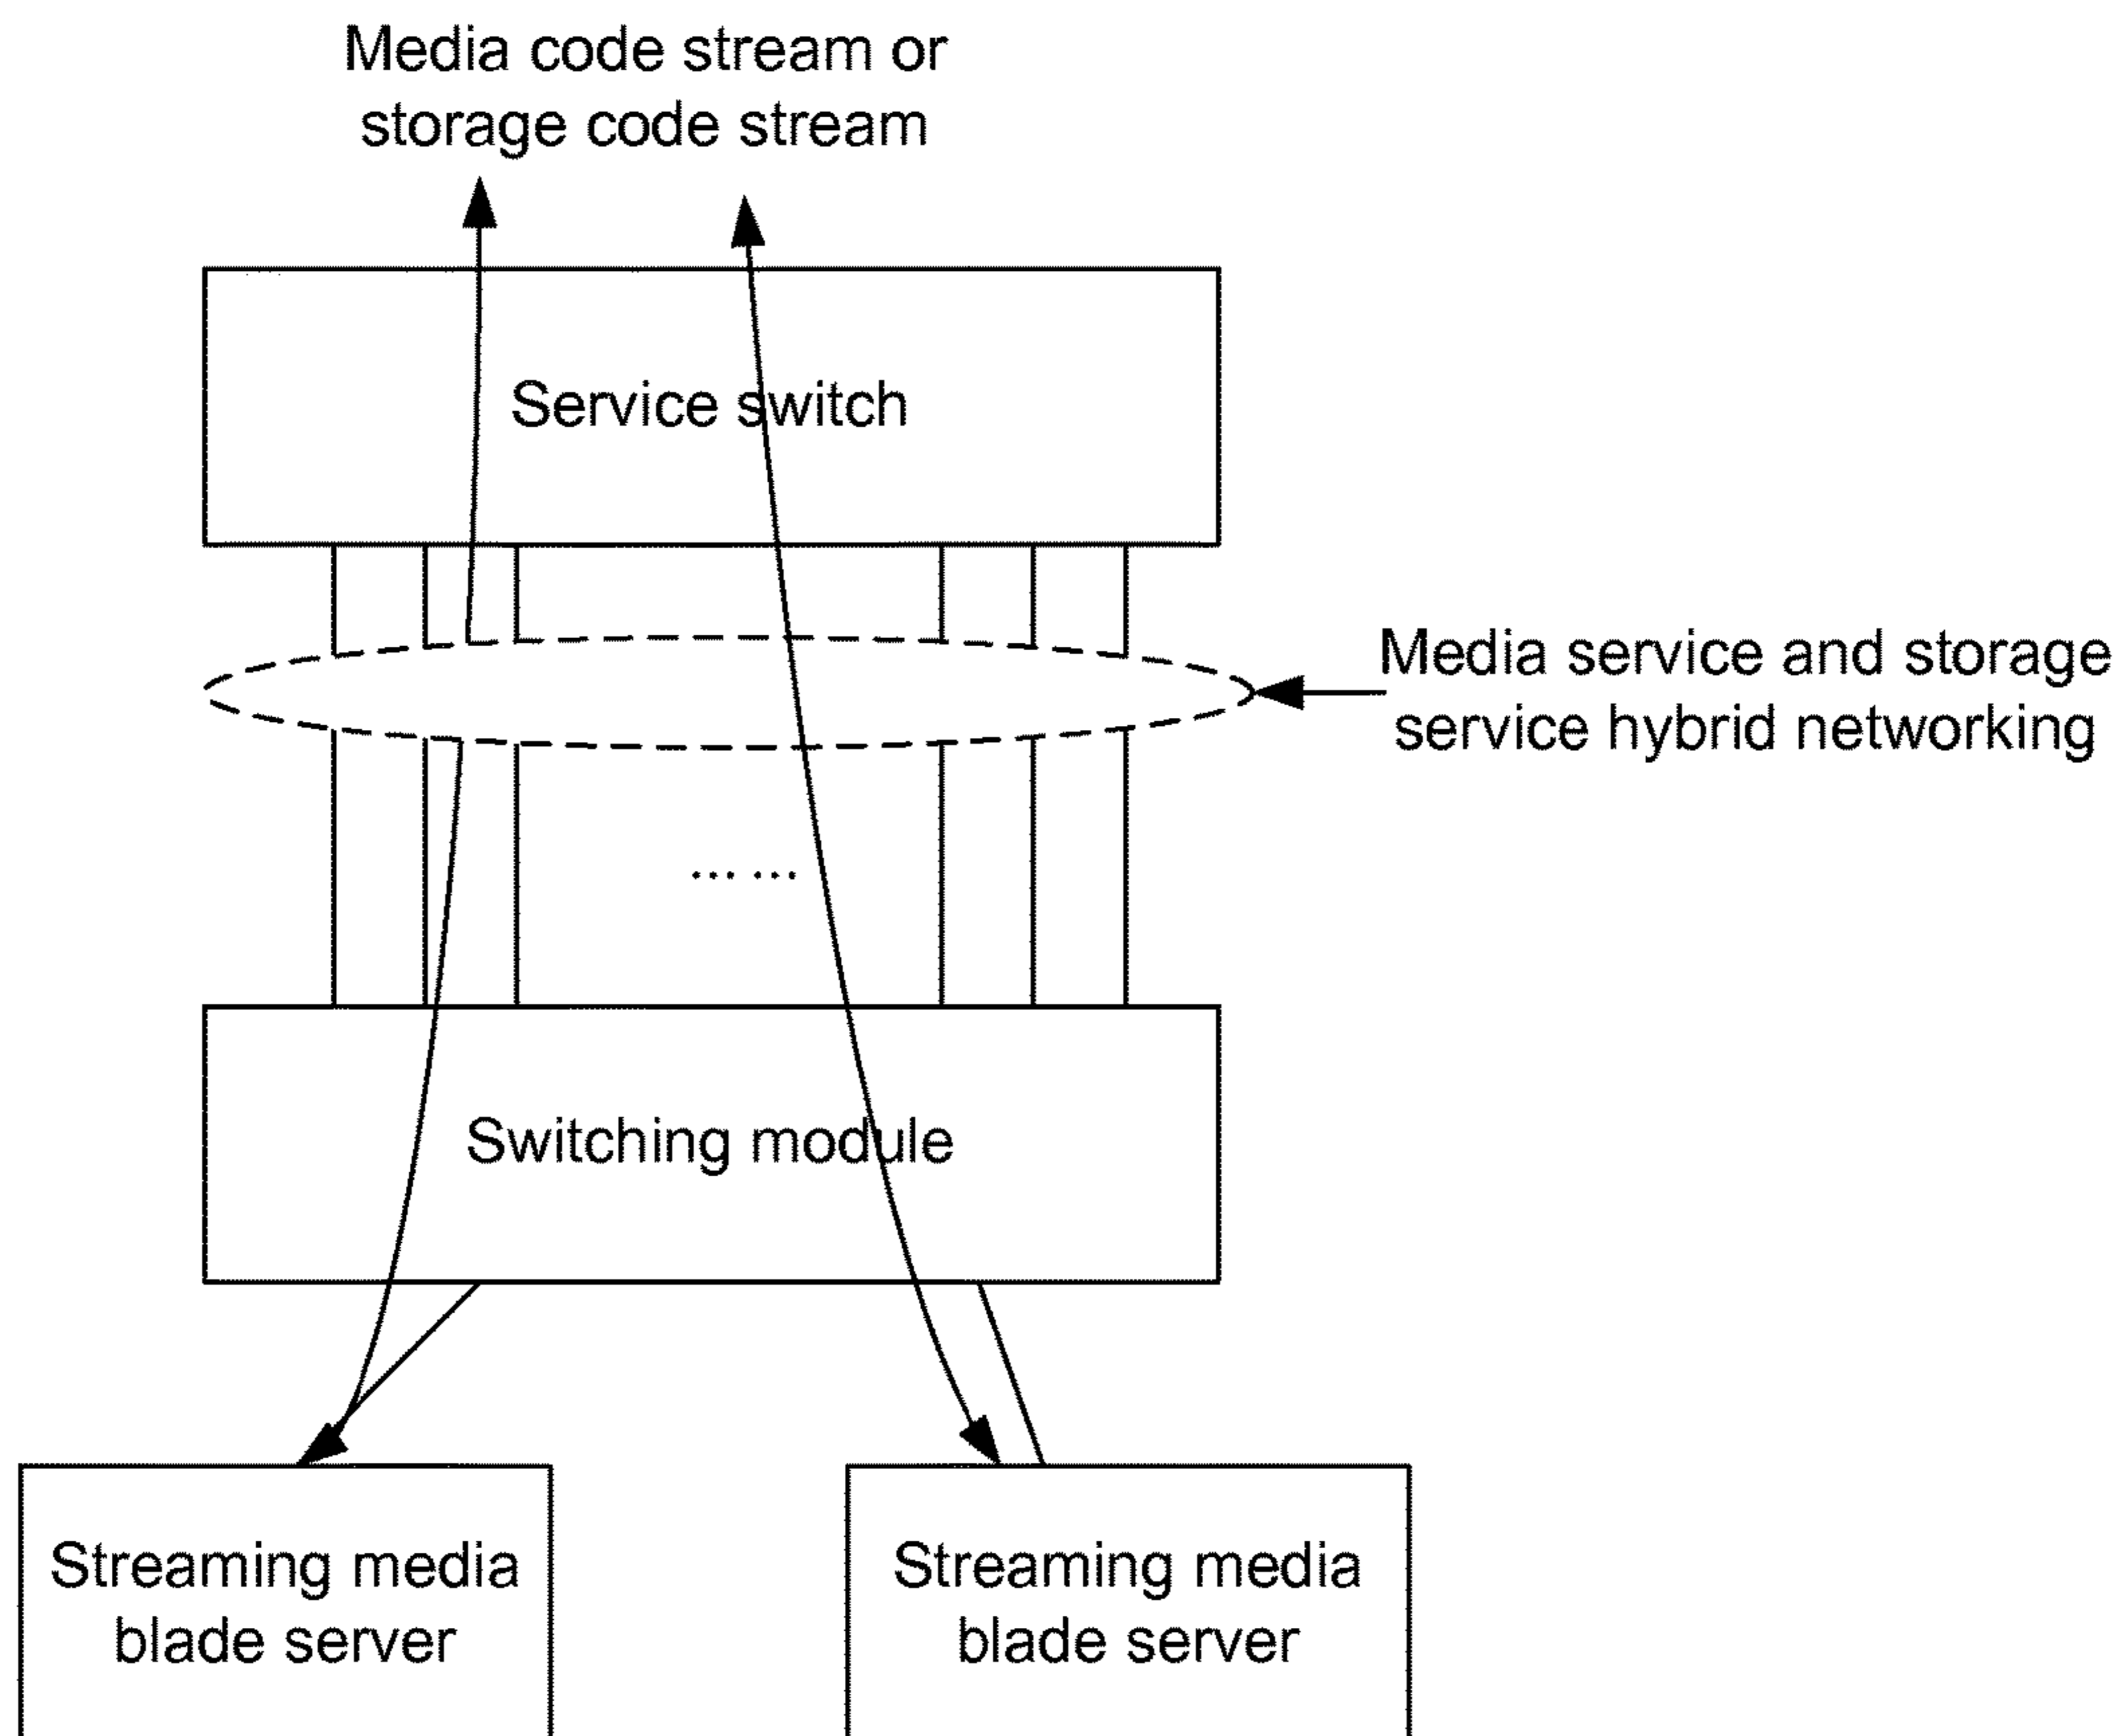 Media code stream or
storage code stream
Service switch
Media service and storage
service hybrid networking
... ...
Switching module
Streaming media
blade server
Streaming media
blade server